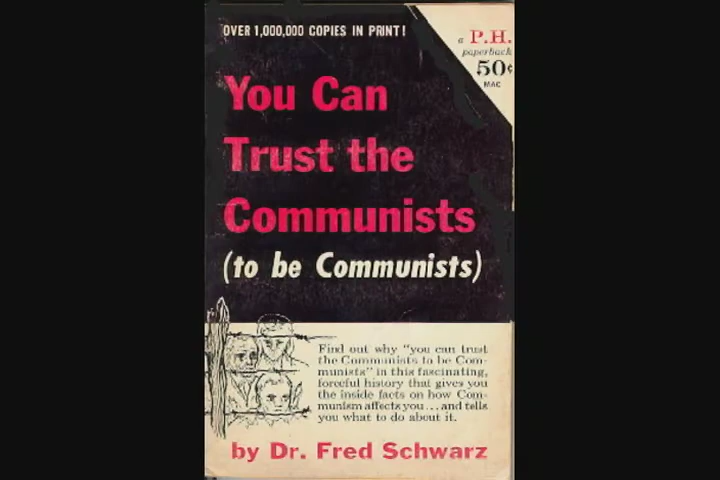 OVER 1,000,000 COPIES IN PRINT!
a P.H.
paperback
50¢
MAC
You Can
Trust the
Communists
(to be Communists)
Find out why "you can trust
the Communists to be Com-
munists" in this fascinating,
forceful history that gives you
the inside facts on how Com-
munism affects you...and tells
you what to do about it.
by Dr. Fred Schwarz